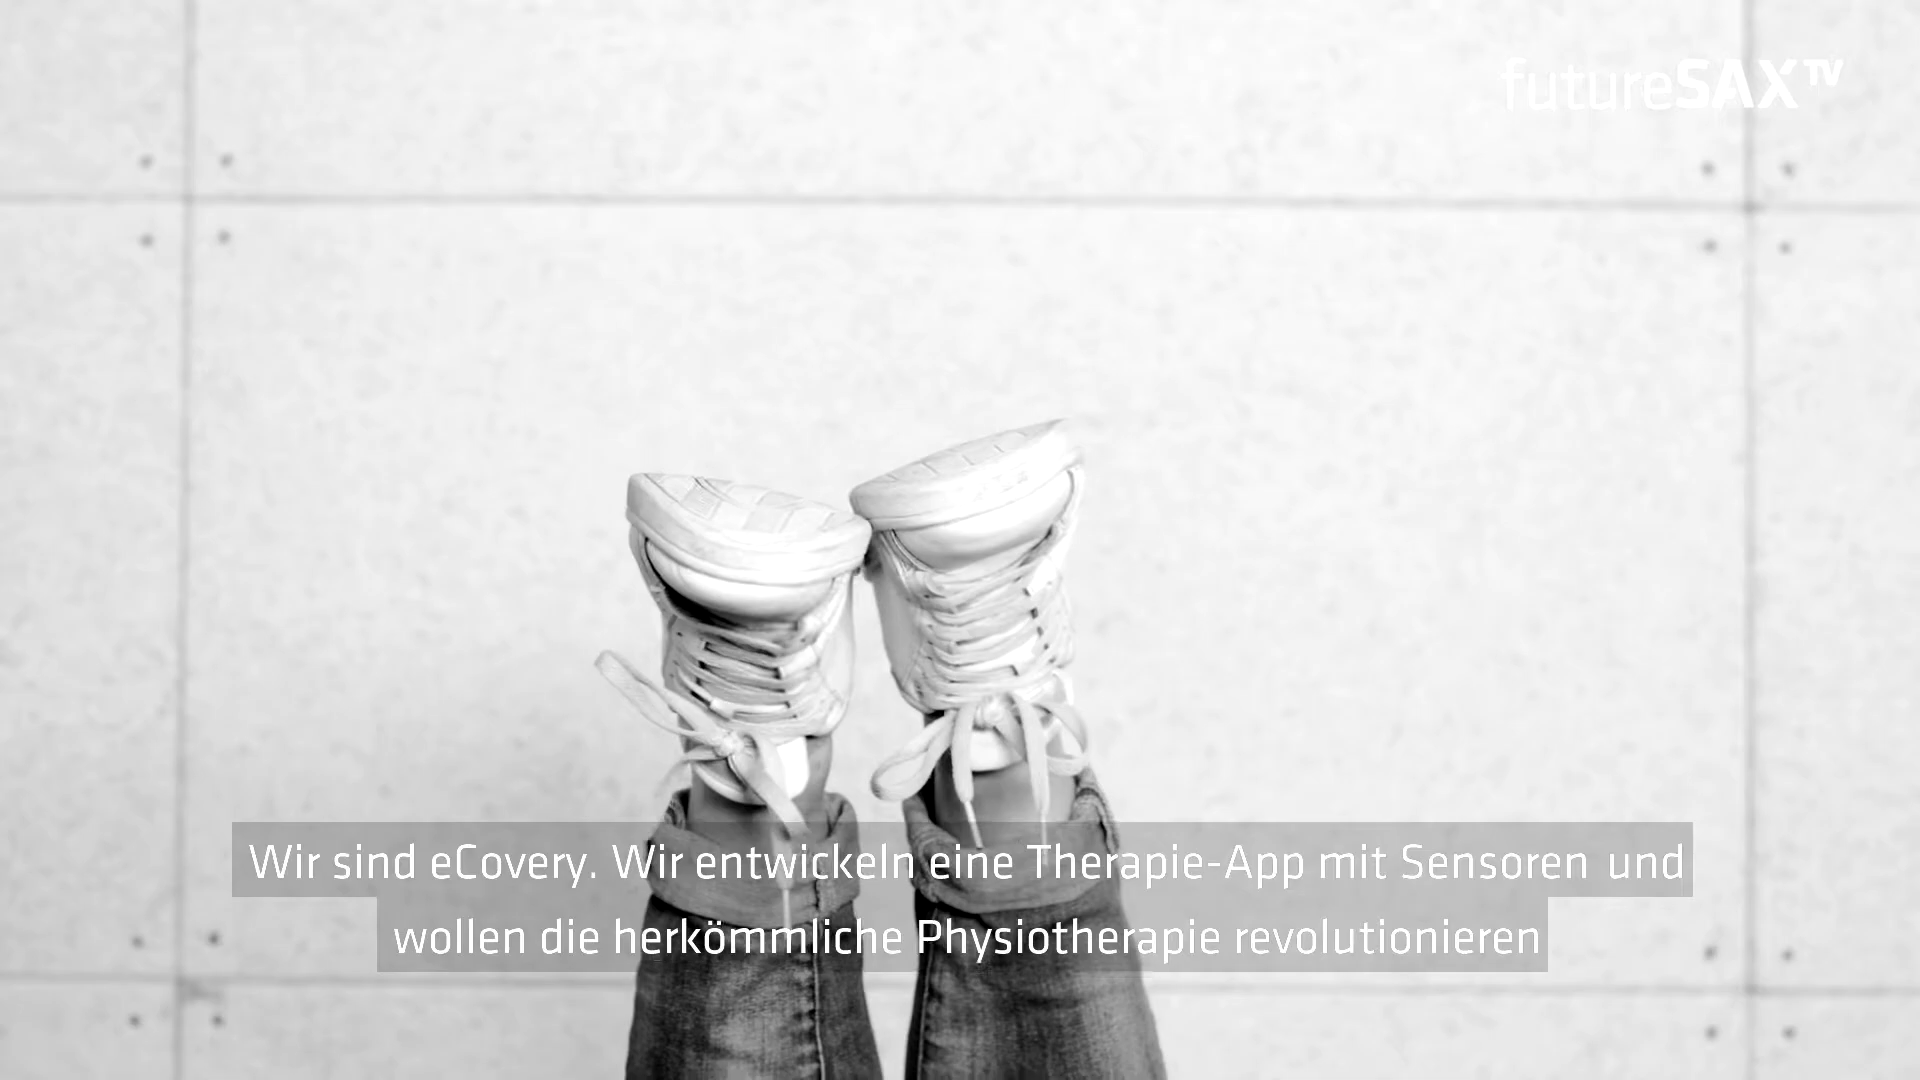 futureSAX TV
Wir sind eCovery. Wir entwickeln eine Therapie-App mit Sensoren und
wollen die herkömmliche Physiotherapie revolutionieren